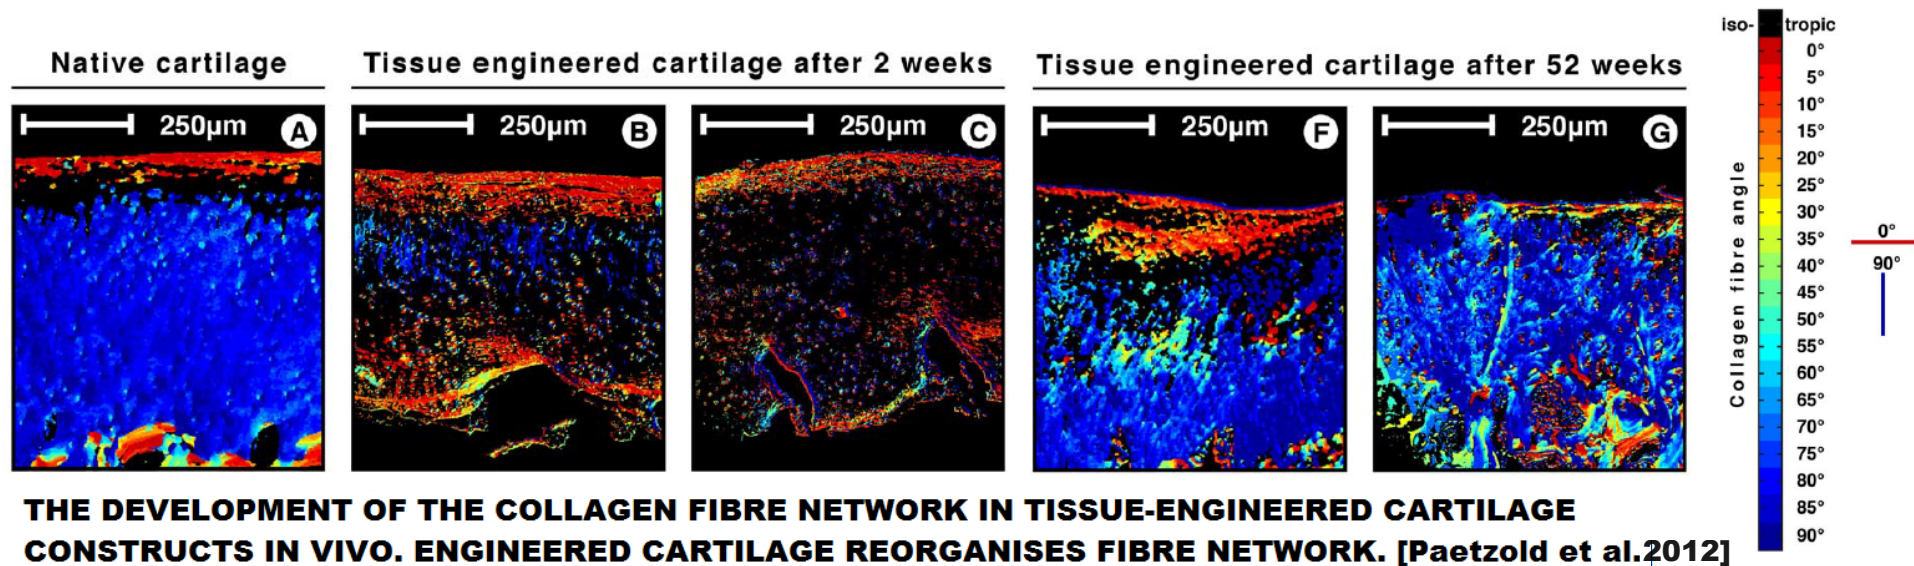 Native cartilage
Tissue engineered cartilage after 2 weeks
Tissue engineered cartilage after 52 weeks
250µm A
250µm B
250µm C
250µm F
250µm G
iso- tropic
0°
5°
10°
15°
20°
25°
30°
35°
40°
45°
50°
55°
60°
65°
70°
75°
80°
85°
90°
Collagen fibre angle
0°
90°
THE DEVELOPMENT OF THE COLLAGEN FIBRE NETWORK IN TISSUE-ENGINEERED CARTILAGE
CONSTRUCTS IN VIVO. ENGINEERED CARTILAGE REORGANISES FIBRE NETWORK. [Paetzold et al.2012]